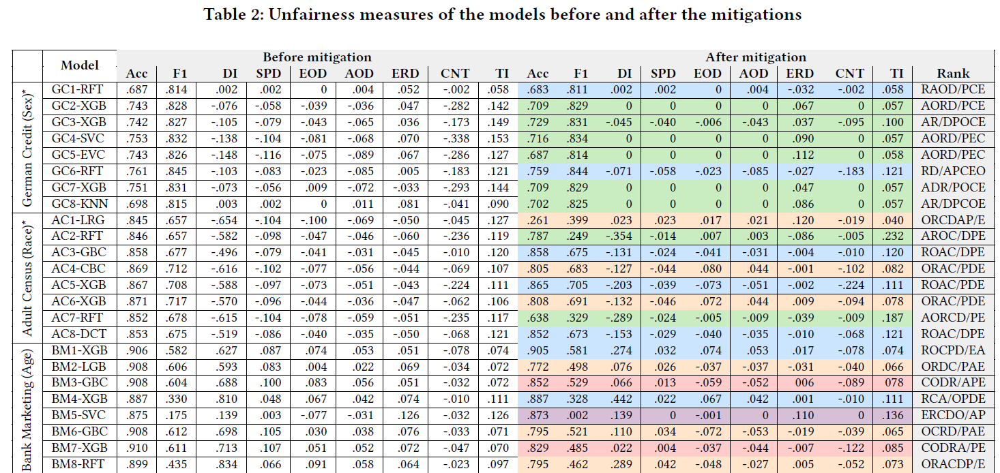 Table 2: Unfairness measures of the models before and after the mitigations
Model Before mitigation After mitigation
Acc F1 DI SPD EOD AOD ERD CNT TI Acc F1 DI SPD EOD AOD ERD CNT TI Rank
German Credit (Sex)*
GC1-RFT .687 .814 .002 .002 0 .004 .052 -.002 .058 .683 .811 .002 .002 0 .004 -.032 -.002 .058 RAOD/PCE
GC2-XGB .743 .828 -.076 -.058 -.039 -.036 .047 -.282 .142 .709 .829 0 0 0 0 .067 0 .057 AORD/PCE
GC3-XGB .742 .827 -.105 -.079 -.043 -.065 .036 -.173 .149 .729 .831 -.045 -.040 -.006 -.043 .037 -.095 .100 AR/DPOCE
GC4-SVC .753 .832 -.138 -.104 -.081 -.068 .070 -.338 .153 .716 .834 0 0 0 0 .090 0 .057 AORD/PEC
GC5-EVC .743 .826 -.148 -.116 -.075 -.089 .067 -.286 .127 .687 .814 0 0 0 0 .112 0 .058 AORD/PEC
GC6-RFT .761 .845 -.103 -.083 -.023 -.085 .005 -.183 .121 .759 .844 -.071 -.058 -.023 -.085 -.027 -.183 .121 RD/APCEO
GC7-XGB .751 .831 -.073 -.056 .009 -.072 -.033 -.293 .144 .709 .829 0 0 0 0 .047 0 .057 ADR/POCE
GC8-KNN .698 .815 .003 .002 0 .011 .081 -.041 .090 .702 .825 0 0 0 0 .086 0 .057 AR/DPCOE
Adult Census (Race)*
AC1-LRG .845 .657 -.654 -.104 -.100 -.069 -.050 -.045 .127 .261 .399 .023 .023 .017 .021 .120 -.019 .040 ORCDAP/E
AC2-RFT .846 .657 -.582 -.098 -.047 -.046 -.060 -.236 .119 .787 .249 -.354 -.014 .007 .003 -.086 -.005 .232 AROC/DPE
AC3-GBC .858 .677 -.496 -.079 -.041 -.031 -.045 -.010 .120 .858 .675 -.131 -.024 -.041 -.031 -.004 -.010 .120 ROAC/DPE
AC4-CBC .869 .712 -.616 -.102 -.077 -.056 -.044 -.069 .107 .805 .683 -.127 -.044 .080 .044 -.001 -.102 .082 ORAC/PDE
AC5-XGB .867 .708 -.588 -.097 -.073 -.051 -.043 -.224 .111 .865 .705 -.203 -.039 -.073 -.051 -.002 -.224 .111 ROAC/PDE
AC6-XGB .871 .717 -.570 -.096 -.044 -.036 -.047 -.062 .106 .808 .691 -.132 -.046 .072 .044 .009 -.094 .078 ORAC/PDE
AC7-RFT .852 .678 -.615 -.104 -.078 -.059 -.051 -.235 .117 .638 .329 -.289 -.024 -.005 -.009 -.039 -.009 .187 AORCD/PE
AC8-DCT .853 .675 -.519 -.086 -.040 -.035 -.050 -.068 .121 .852 .673 -.153 -.029 -.040 -.035 -.010 -.068 .121 ROAC/DPE
Bank Marketing (Age)
BM1-XGB .906 .582 .627 .087 .074 .053 .051 -.078 .074 .905 .581 .274 .032 .074 .053 .017 -.078 .074 ROCPD/EA
BM2-LGB .908 .606 .593 .083 .004 .022 .069 -.034 .072 .772 .498 .076 .026 -.037 -.037 -.031 -.040 .066 ORDC/PAE
BM3-GBC .908 .604 .688 .100 .083 .056 .051 -.032 .072 .852 .529 .066 .013 -.059 -.052 006 -.089 .078 CODR/APE
BM4-XGB .887 .330 .810 .048 .067 .042 .074 -.010 .111 .887 .328 .442 .022 .067 .042 .001 -.010 .111 RCA/OPDE
BM5-SVC .875 .175 .139 .003 -.077 -.031 .126 -.032 .126 .873 .002 .139 0 -.001 0 .110 0 .136 ERCDO/AP
BM6-GBC .908 .612 .698 .105 .030 .038 .076 -.033 .071 .795 .521 .110 .034 -.072 -.053 -.019 -.039 .065 OCRD/PAE
BM7-XGB .910 .611 .713 .107 .051 .052 .072 -.047 .070 .829 .485 .022 .004 -.037 -.044 -.007 -.122 .085 CODRA/PE
BM8-RFT .899 .435 .834 .066 .091 .058 .064 -.023 .097 .795 .462 .289 .042 -.048 -.027 .005 -.052 .073 ORACDP/E